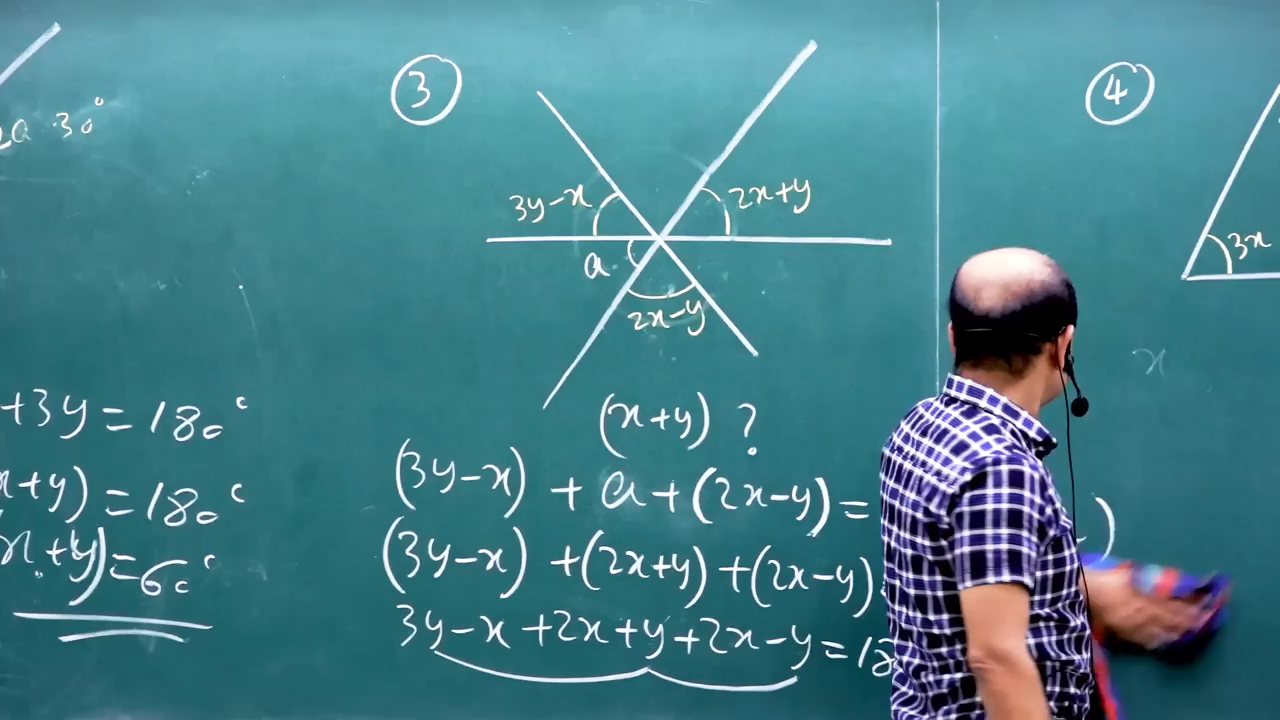 30°
+3y = 180°
x+y) = 180°
x+y) = 60°
3
3y-x
2x+y
a
2x-y
(x+y) ?
(3y-x) + a + (2x-y) =
(3y-x) + (2x+y) + (2x-y)
3y-x + 2x+y + 2x-y = 18
4
3x
x
)